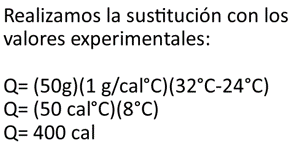 Realizamos la sustitución con los
valores experimentales:
Q= (50g)(1 g/cal°C)(32°C-24°C)
Q= (50 cal°C)(8°C)
Q= 400 cal